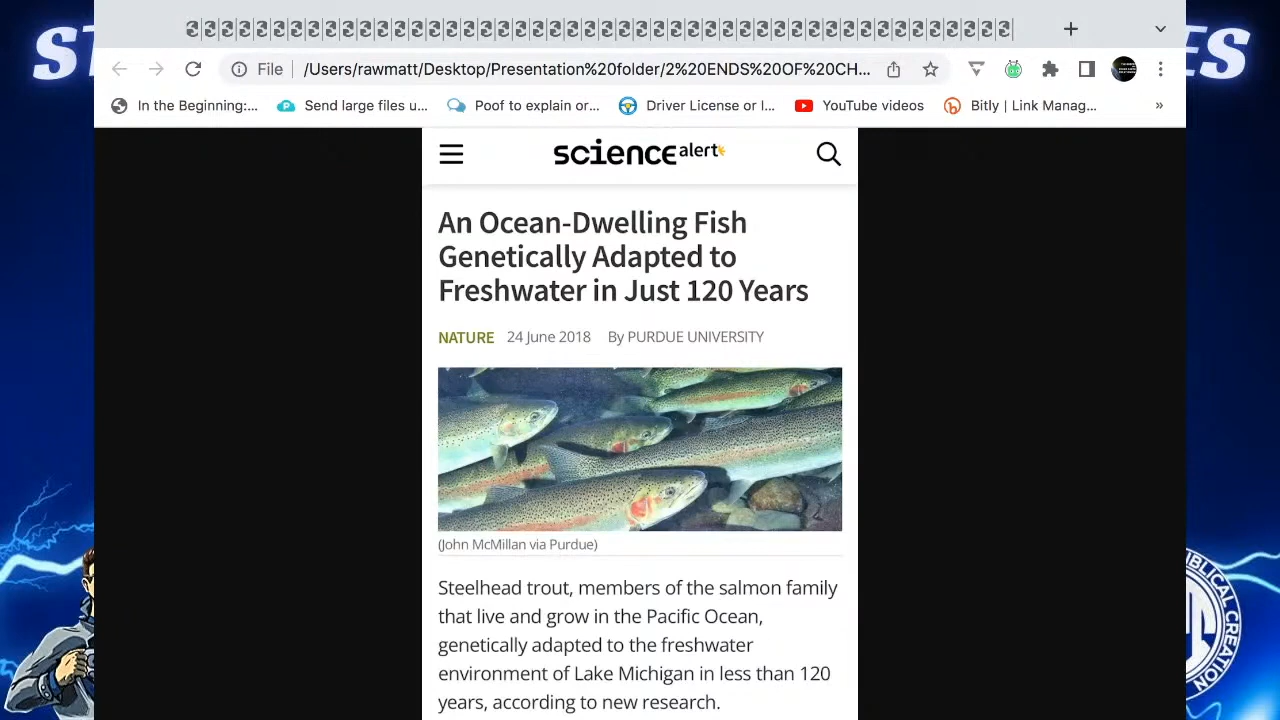 File
/Users/rawmatt/Desktop/Presentation%20folder/2%20ENDS%20OF%20CH...
In the Beginning:...
Send large files u...
Poof to explain or...
Driver License or I...
YouTube videos
Bitly | Link Manag...
»
science alert
An Ocean-Dwelling Fish
Genetically Adapted to
Freshwater in Just 120 Years
NATURE 24 June 2018 By PURDUE UNIVERSITY
(John McMillan via Purdue)
Steelhead trout, members of the salmon family
that live and grow in the Pacific Ocean,
genetically adapted to the freshwater
environment of Lake Michigan in less than 120
years, according to new research.
CREATION